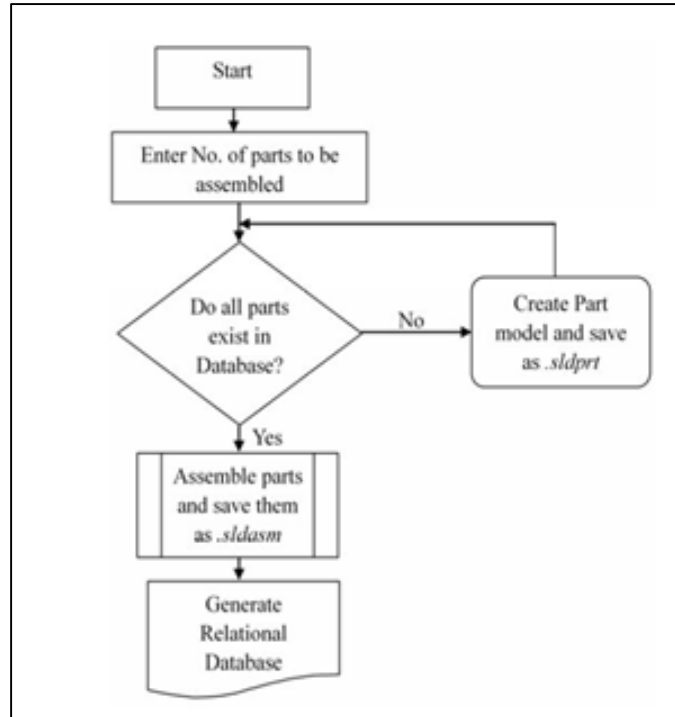 Start
Enter No. of parts to be
assembled
Do all parts
exist in
Database?
No
Create Part
model and save
as .sldprt
Yes
Assemble parts
and save them
as .sldasm
Generate
Relational
Database